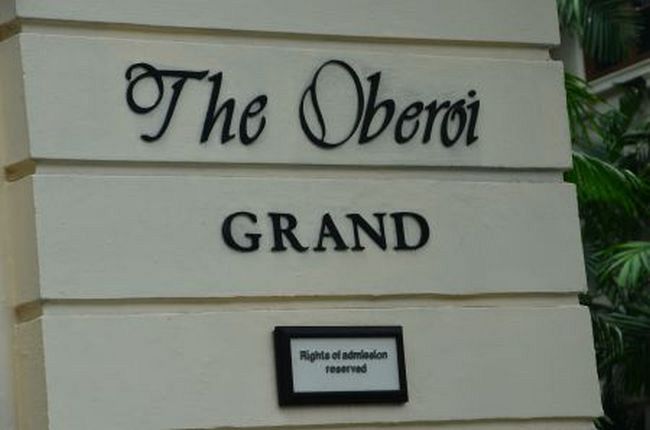 The Oberoi
GRAND
Rights of admission
reserved